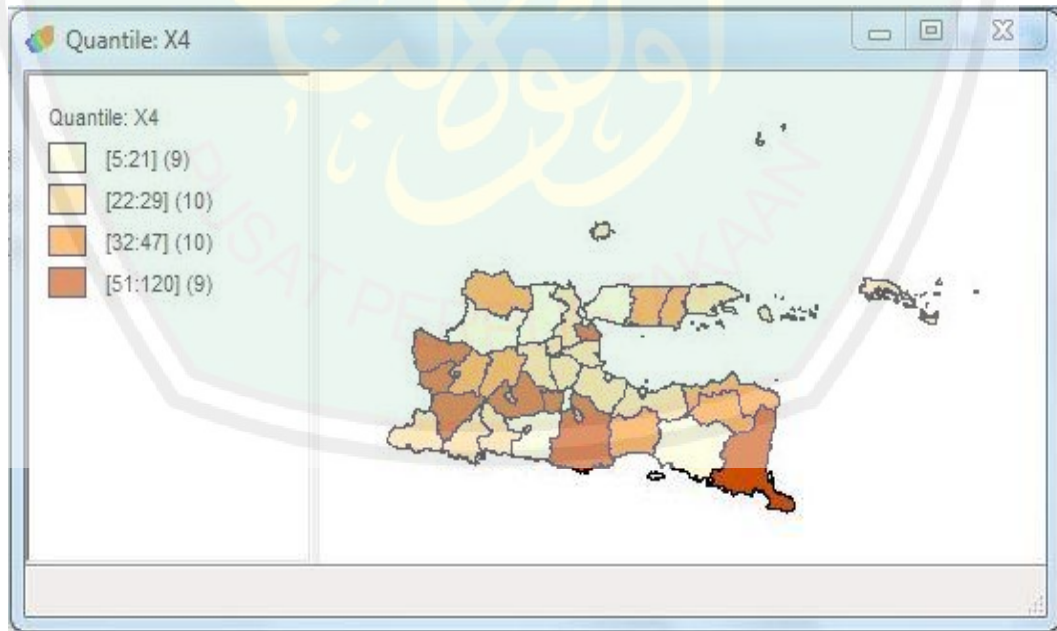 Quantile: X4
Quantile: X4
[5:21] (9)
[22:29] (10)
[32:47] (10)
[51:120] (9)